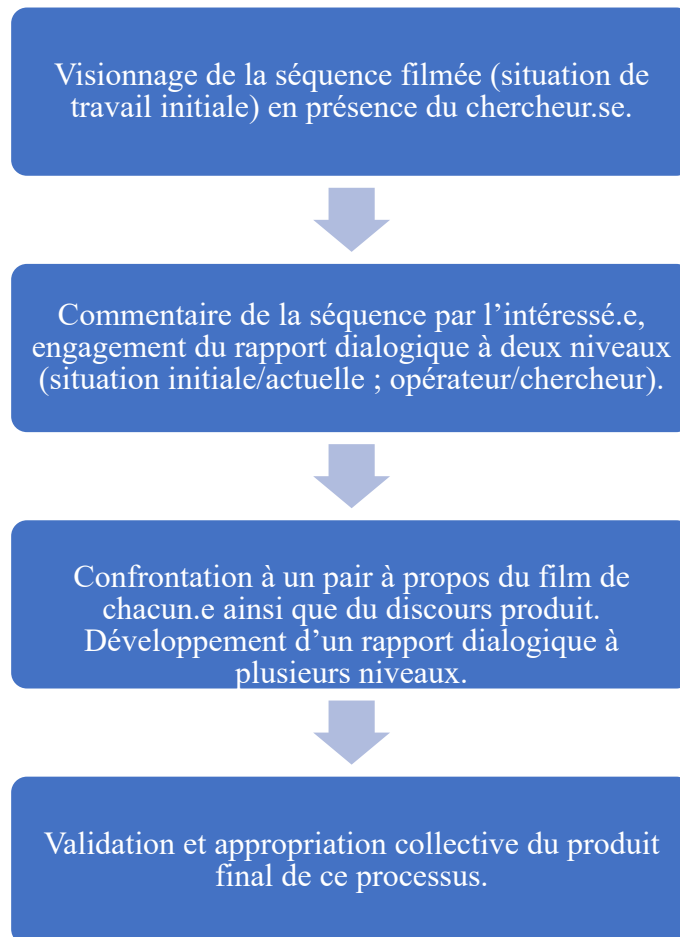 Visionnage de la séquence filmée (situation de
travail initiale) en présence du chercheur.se.
Commentaire de la séquence par l’intéressé.e,
engagement du rapport dialogique à deux niveaux
(situation initiale/actuelle ; opérateur/chercheur).
Confrontation à un pair à propos du film de
chacun.e ainsi que du discours produit.
Développement d’un rapport dialogique à
plusieurs niveaux.
Validation et appropriation collective du produit
final de ce processus.